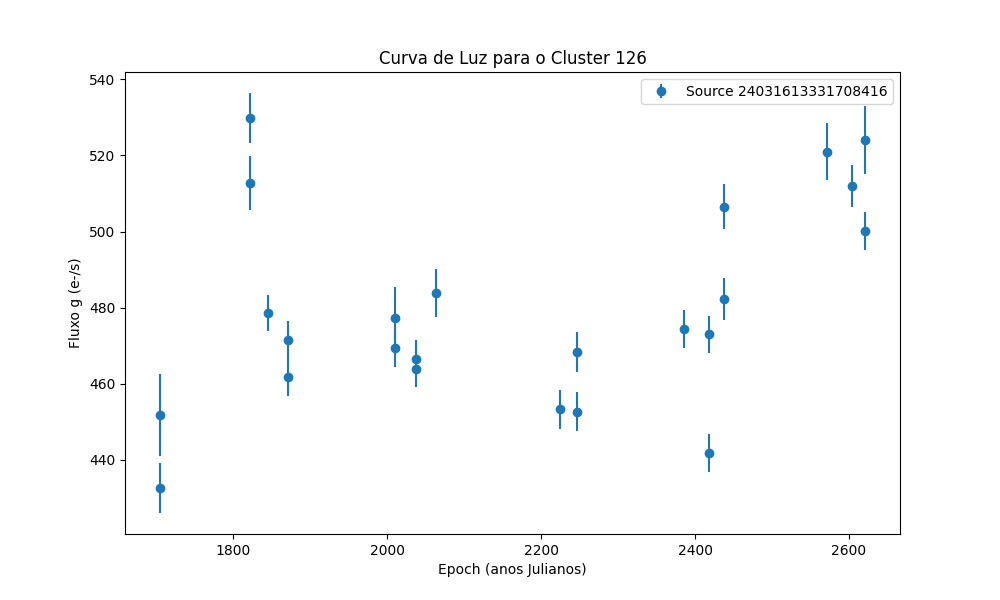 Curva de Luz para o Cluster 126
Source 24031613331708416
Fluxo g (e-/s)
540
520
500
480
460
440
1800
2000
2200
2400
2600
Epoch (anos Julianos)